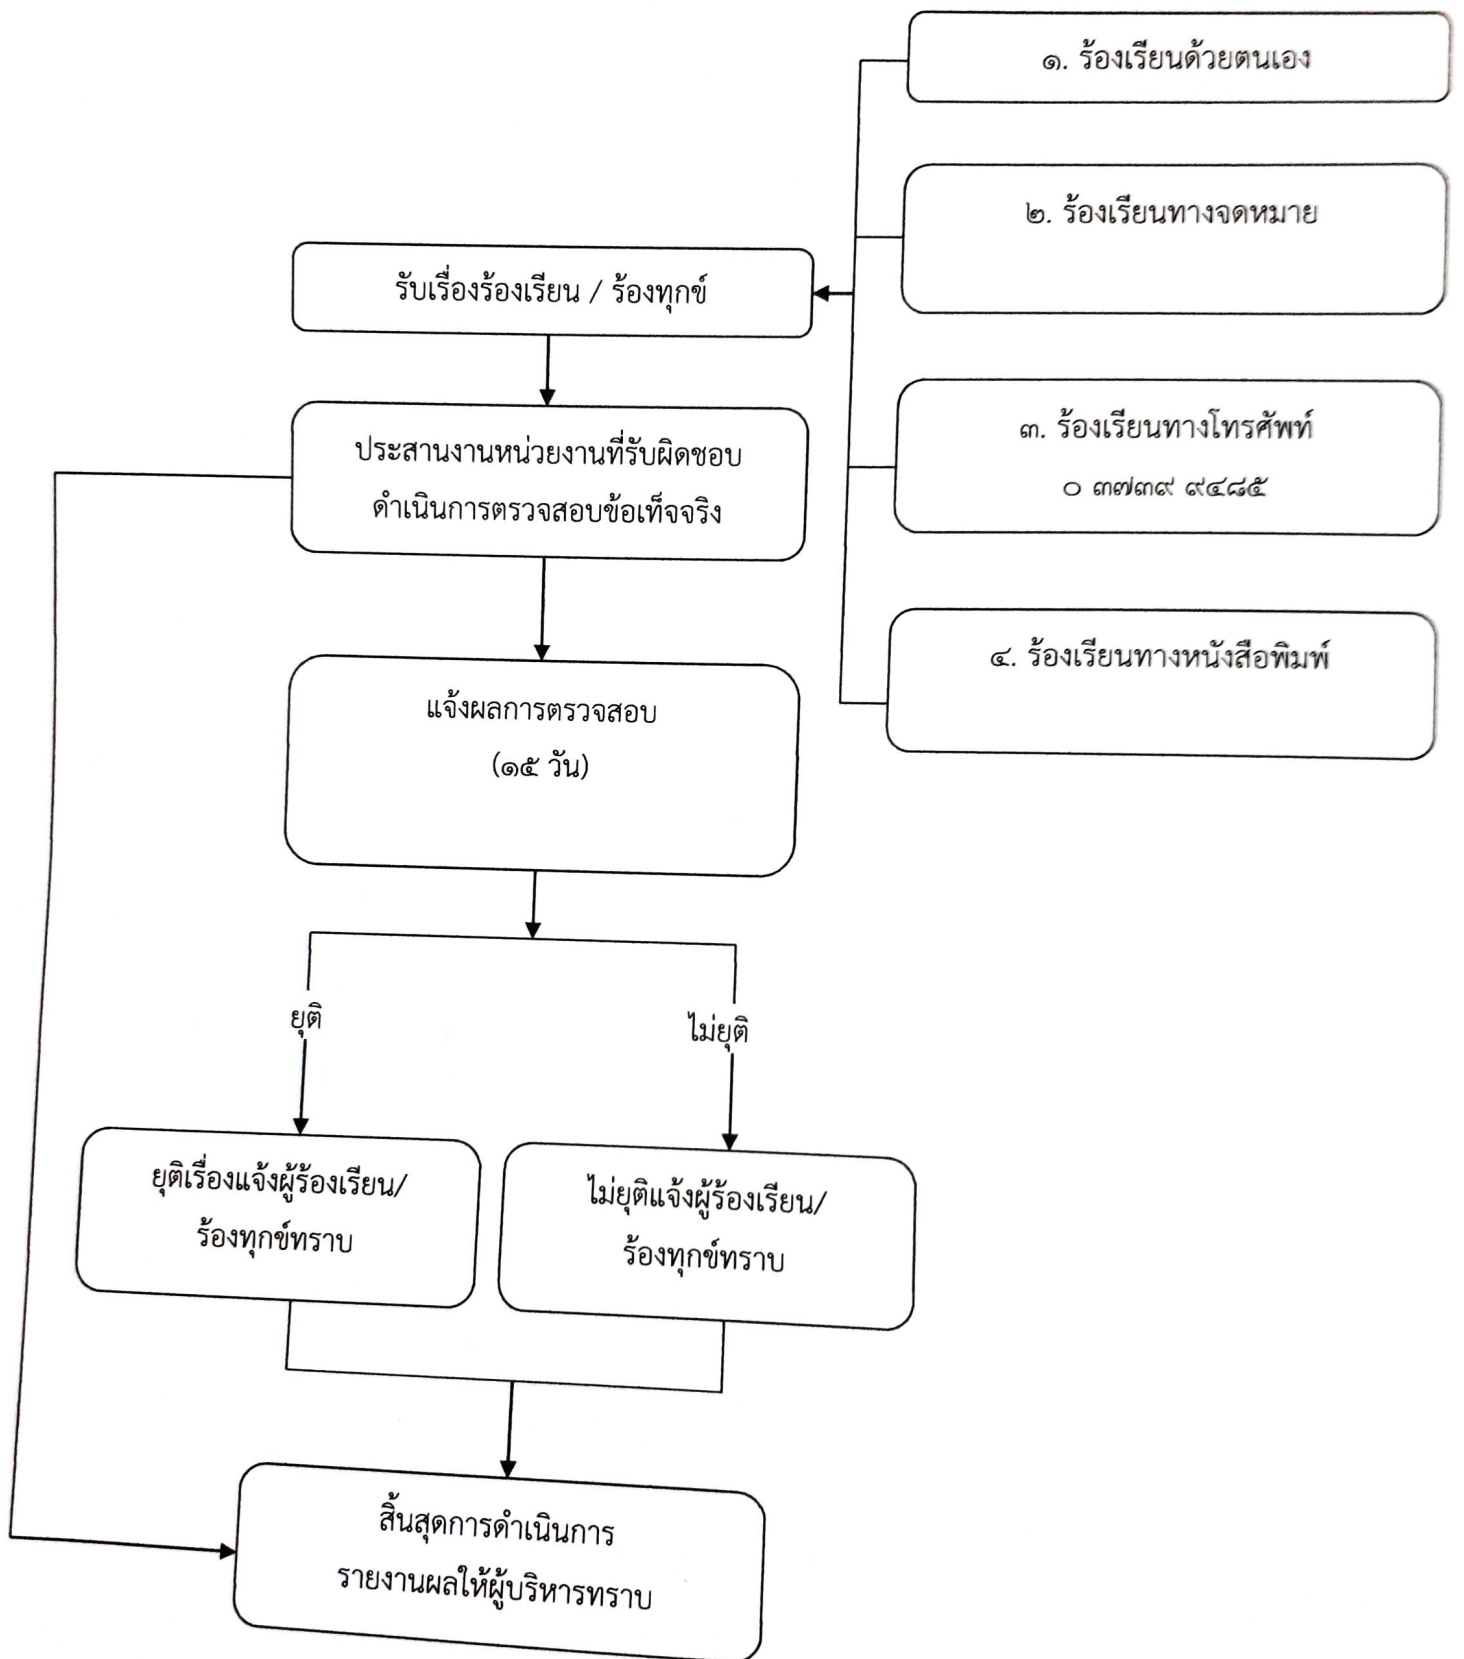 ๑. ร้องเรียนด้วยตนเอง
๒. ร้องเรียนทางจดหมาย
รับเรื่องร้องเรียน / ร้องทุกข์
๓. ร้องเรียนทางโทรศัพท์
๐ ๓๗๓๙ ๙๔๘๕
ประสานงานหน่วยงานที่รับผิดชอบ
ดำเนินการตรวจสอบข้อเท็จจริง
๔. ร้องเรียนทางหนังสือพิมพ์
แจ้งผลการตรวจสอบ
(๑๕ วัน)
ยุติ
ไม่ยุติ
ยุติเรื่องแจ้งผู้ร้องเรียน/
ร้องทุกข์ทราบ
ไม่ยุติแจ้งผู้ร้องเรียน/
ร้องทุกข์ทราบ
สิ้นสุดการดำเนินการ
รายงานผลให้ผู้บริหารทราบ